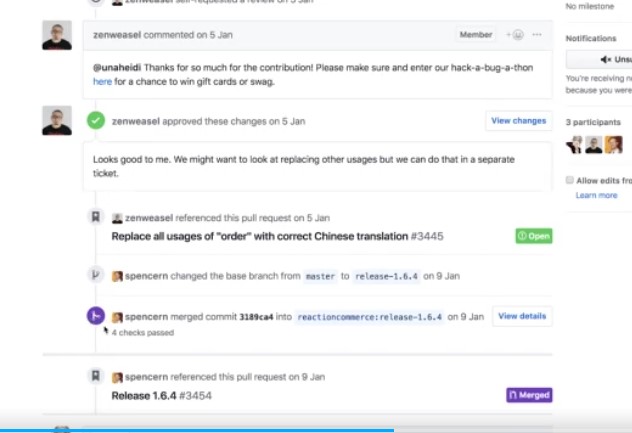 zenweasel self-requested a review on 5 Jan
No milestone
zenweasel commented on 5 Jan
Member
Notifications
Unsu
You're receiving no
because you were
@unaheidi Thanks for so much for the contribution! Please make sure and enter our hack-a-bug-a-thon
here for a chance to win gift cards or swag.
zenweasel approved these changes on 5 Jan
View changes
3 participants
Looks good to me. We might want to look at replacing other usages but we can do that in a separate
ticket.
Allow edits fro
Learn more
zenweasel referenced this pull request on 5 Jan
Replace all usages of "order" with correct Chinese translation #3445
Open
spencern changed the base branch from master to release-1.6.4 on 9 Jan
spencern merged commit 3189ca4 into reactioncommerce:release-1.6.4 on 9 Jan
View details
4 checks passed
spencern referenced this pull request on 9 Jan
Release 1.6.4 #3454
Merged